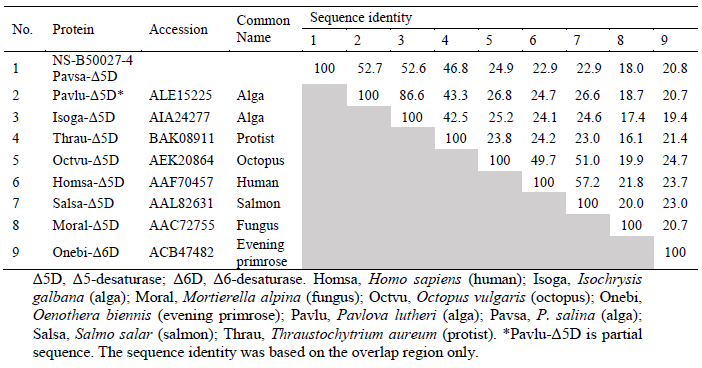 No. Protein Accession Common Name Sequence identity
1 2 3 4 5 6 7 8 9
1 NS-B50027-4 Pavsa-Δ5D 100 52.7 52.6 46.8 24.9 22.9 22.9 18.0 20.8
2 Pavlu-Δ5D* ALE15225 Alga 100 86.6 43.3 26.8 24.7 26.6 18.7 20.7
3 Isoga-Δ5D AIA24277 Alga 100 42.5 25.2 24.1 24.6 17.4 19.4
4 Thrau-Δ5D BAK08911 Protist 100 23.8 24.2 23.0 16.1 21.4
5 Octvu-Δ5D AEK20864 Octopus 100 49.7 51.0 19.9 24.7
6 Homsa-Δ5D AAF70457 Human 100 57.2 21.8 23.7
7 Salsa-Δ5D AAL82631 Salmon 100 20.0 23.0
8 Moral-Δ5D AAC72755 Fungus 100 20.7
9 Onebi-Δ6D ACB47482 Evening primrose 100
Δ5D, Δ5-desaturase; Δ6D, Δ6-desaturase. Homsa, Homo sapiens (human); Isoga, Isochrysis
galbana (alga); Moral, Mortierella alpina (fungus); Octvu, Octopus vulgaris (octopus); Onebi,
Oenothera biennis (evening primrose); Pavlu, Pavlova lutheri (alga); Pavsa, P. salina (alga);
Salsa, Salmo salar (salmon); Thrau, Thraustochytrium aureum (protist). *Pavlu-Δ5D is partial
sequence. The sequence identity was based on the overlap region only.